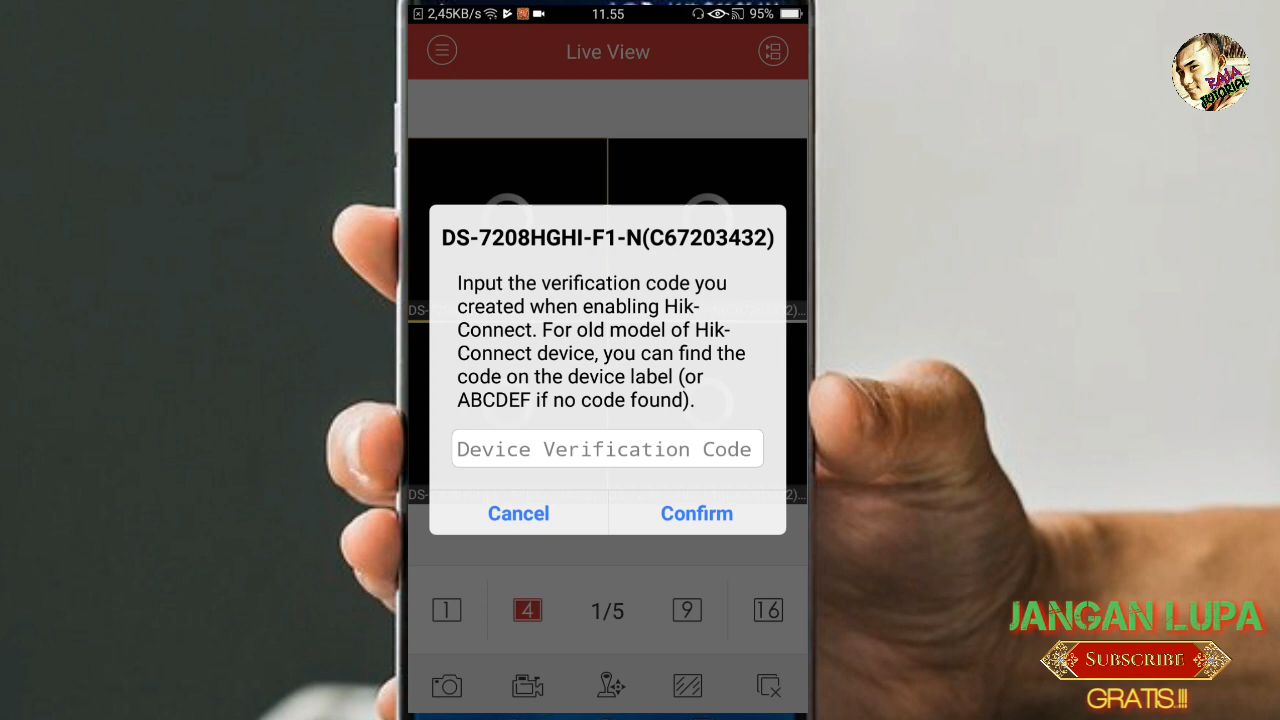 2,45KB/s 11.55 95%
Live View
BAJA
TUTORIAL
DS-7208HGHI-F1-N(C67203432)
Input the verification code you
created when enabling Hik-
Connect. For old model of Hik-
Connect device, you can find the
code on the device label (or
ABCDEF if no code found).
Device Verification Code
Cancel Confirm
1 4 1/5 9 16
JANGAN LUPA
SUBSCRIBE
GRATIS..!!!